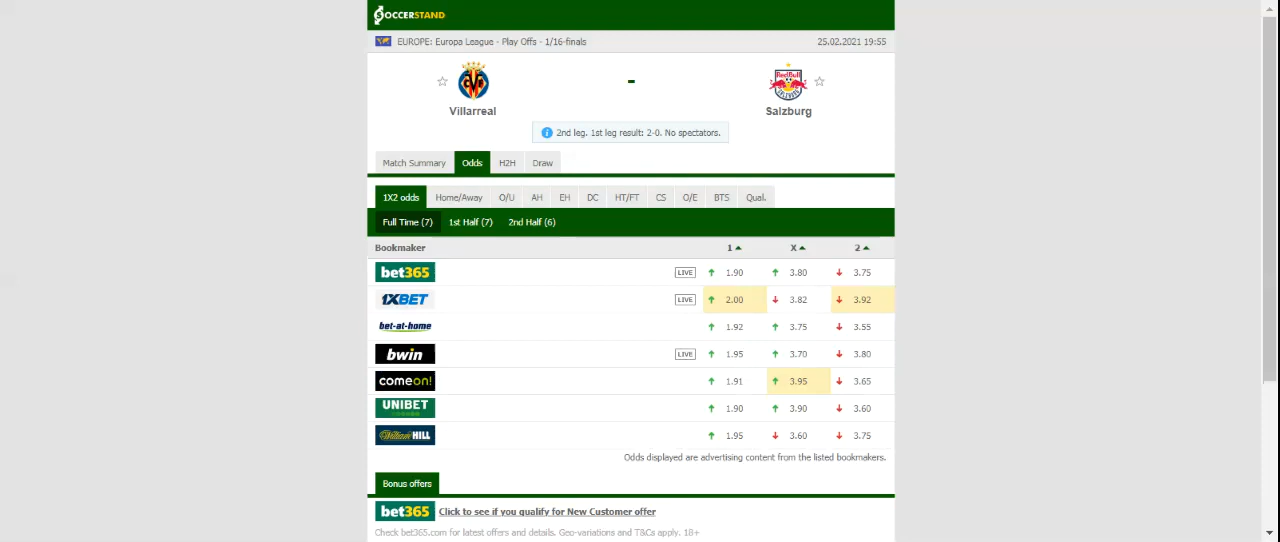 SOCCERSTAND
EUROPE: Europa League - Play Offs - 1/16-finals 25.02.2021 19:55
-
Villarreal Salzburg
2nd leg. 1st leg result: 2-0. No spectators.
Match Summary Odds H2H Draw
1X2 odds Home/Away O/U AH EH DC HT/FT CS O/E BTS Qual.
Full Time (7) 1st Half (7) 2nd Half (6)
Bookmaker 1 X 2
bet365 LIVE 1.90 3.80 3.75
1XBET LIVE 2.00 3.82 3.92
bet-at-home 1.92 3.75 3.55
bwin LIVE 1.95 3.70 3.80
comeon! 1.91 3.95 3.65
UNIBET 1.90 3.90 3.60
William HILL 1.95 3.60 3.75
Odds displayed are advertising content from the listed bookmakers.
Bonus offers
bet365 Click to see if you qualify for New Customer offer
Check bet365.com for latest offers and details. Geo-variations and T&Cs apply. 18+